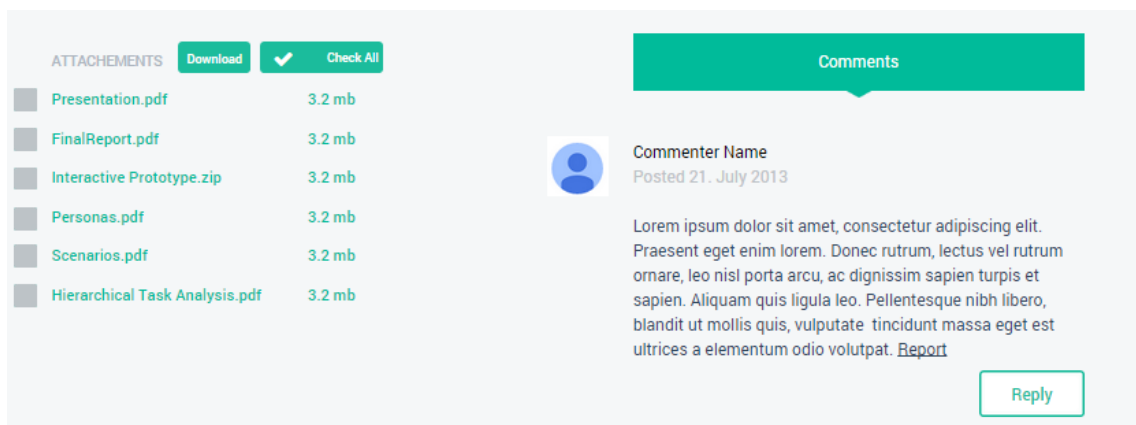 ATTACHEMENTS Download Check All
Presentation.pdf 3.2 mb
FinalReport.pdf 3.2 mb
Interactive Prototype.zip 3.2 mb
Personas.pdf 3.2 mb
Scenarios.pdf 3.2 mb
Hierarchical Task Analysis.pdf 3.2 mb
Comments
Commenter Name
Posted 21. July 2013
Lorem ipsum dolor sit amet, consectetur adipiscing elit.
Praesent eget enim lorem. Donec rutrum, lectus vel rutrum
ornare, leo nisl porta arcu, ac dignissim sapien turpis et
sapien. Aliquam quis ligula leo. Pellentesque nibh libero,
blandit ut mollis quis, vulputate  tincidunt massa eget est
ultrices a elementum odio volutpat. Report
Reply